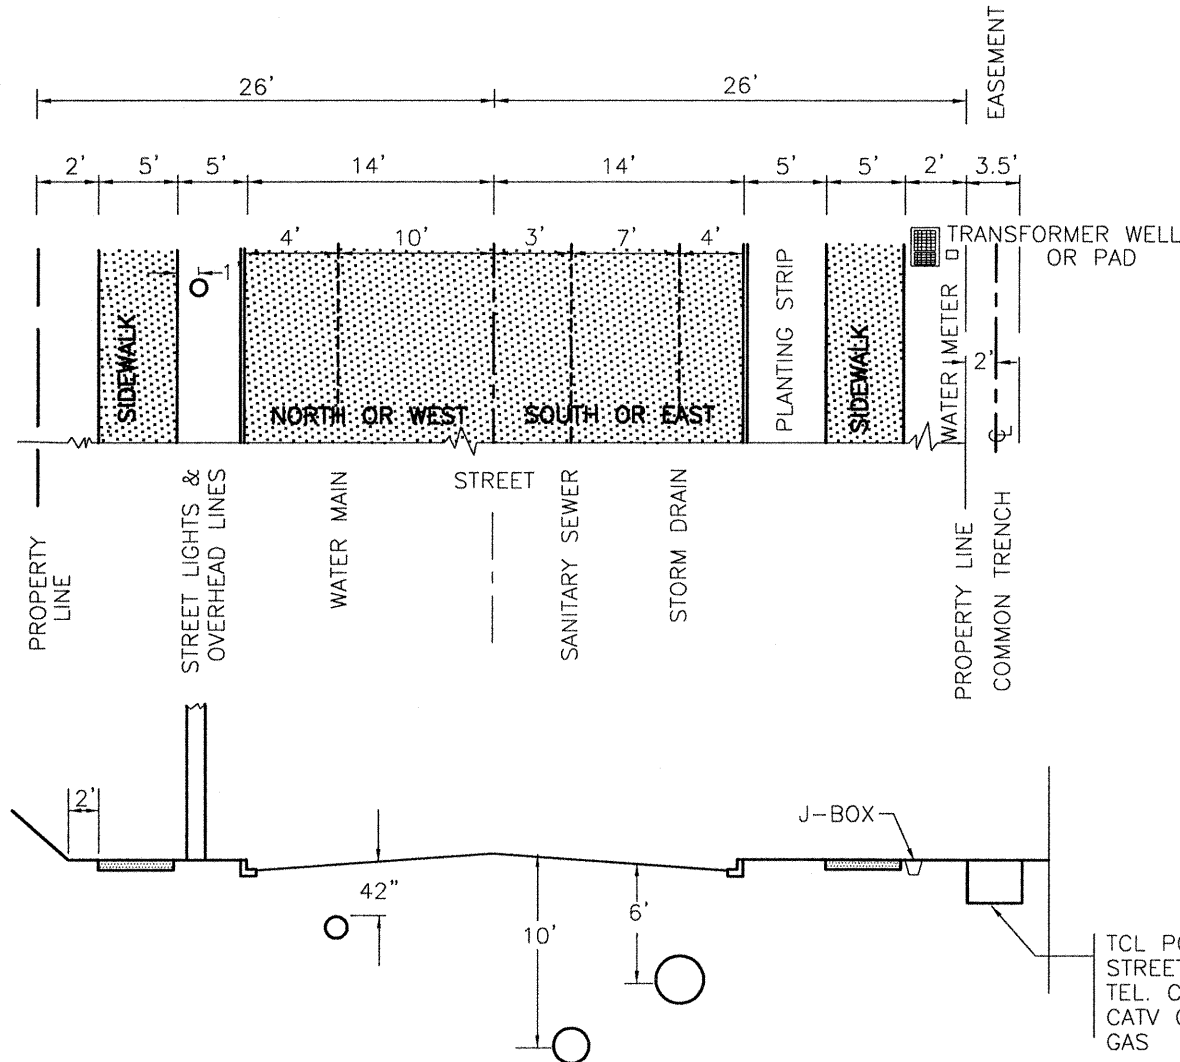 EASEMENT
26'
26'
2'
5'
5'
14'
14'
5'
5'
2'
3.5'
4'
10'
3'
7'
4'
TRANSFORMER WELL
OR PAD
1
SIDEWALK
PLANTING STRIP
SIDEWALK
WATER METER
2'
NORTH OR WEST
SOUTH OR EAST
℄
PROPERTY
LINE
STREET LIGHTS &
OVERHEAD LINES
WATER MAIN
STREET
SANITARY SEWER
STORM DRAIN
PROPERTY LINE
COMMON TRENCH
2'
J-BOX
42"
10'
6'
STREET
TEL.
CATV
GAS
TCL